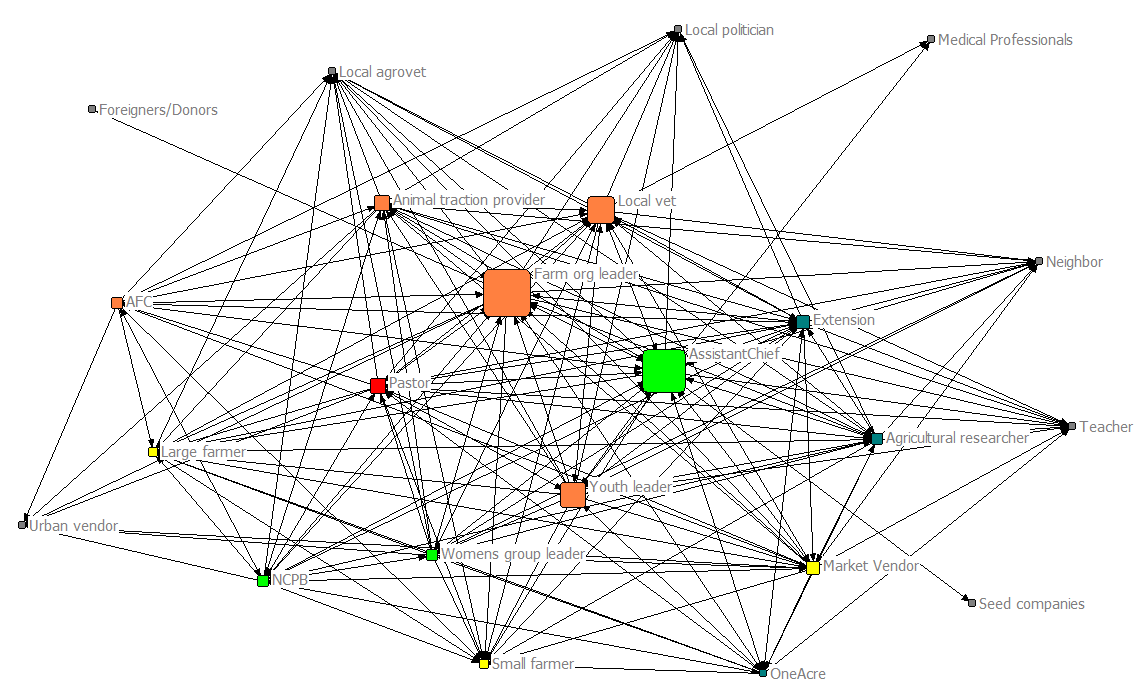 Local politician
Medical Professionals
Local agrovet
Foreigners/Donors
Animal traction provider
Local vet
Neighbor
Farm org leader
AFC
Extension
AssistantChief
Pastor
Teacher
Agricultural researcher
Large farmer
Youth leader
Urban vendor
Womens group leader
Market Vendor
NCPB
Seed companies
Small farmer
OneAcre